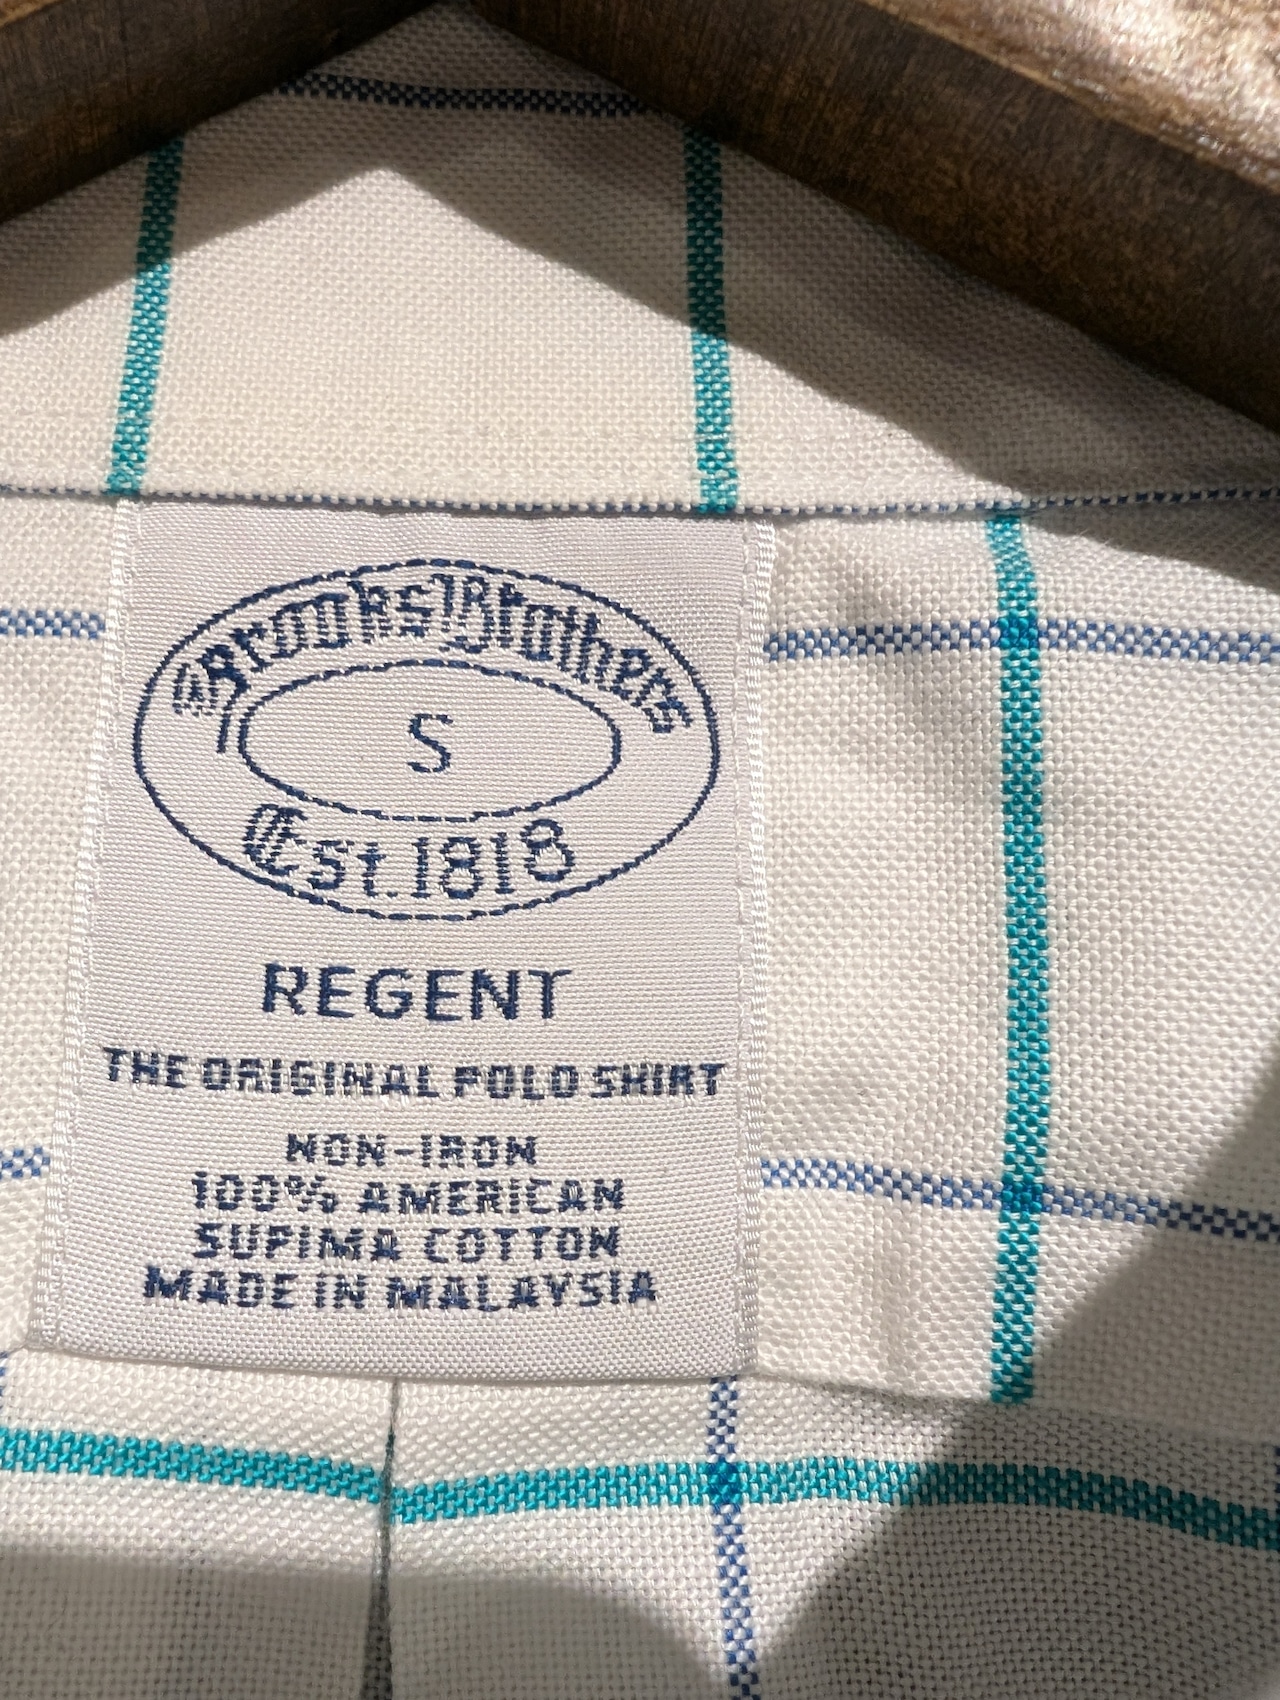 Brooks Brothers
S
Est.1818
REGENT
THE ORIGINAL POLO SHIRT
NON-IRON
100% AMERICAN
SUPIMA COTTON
MADE IN MALAYSIA